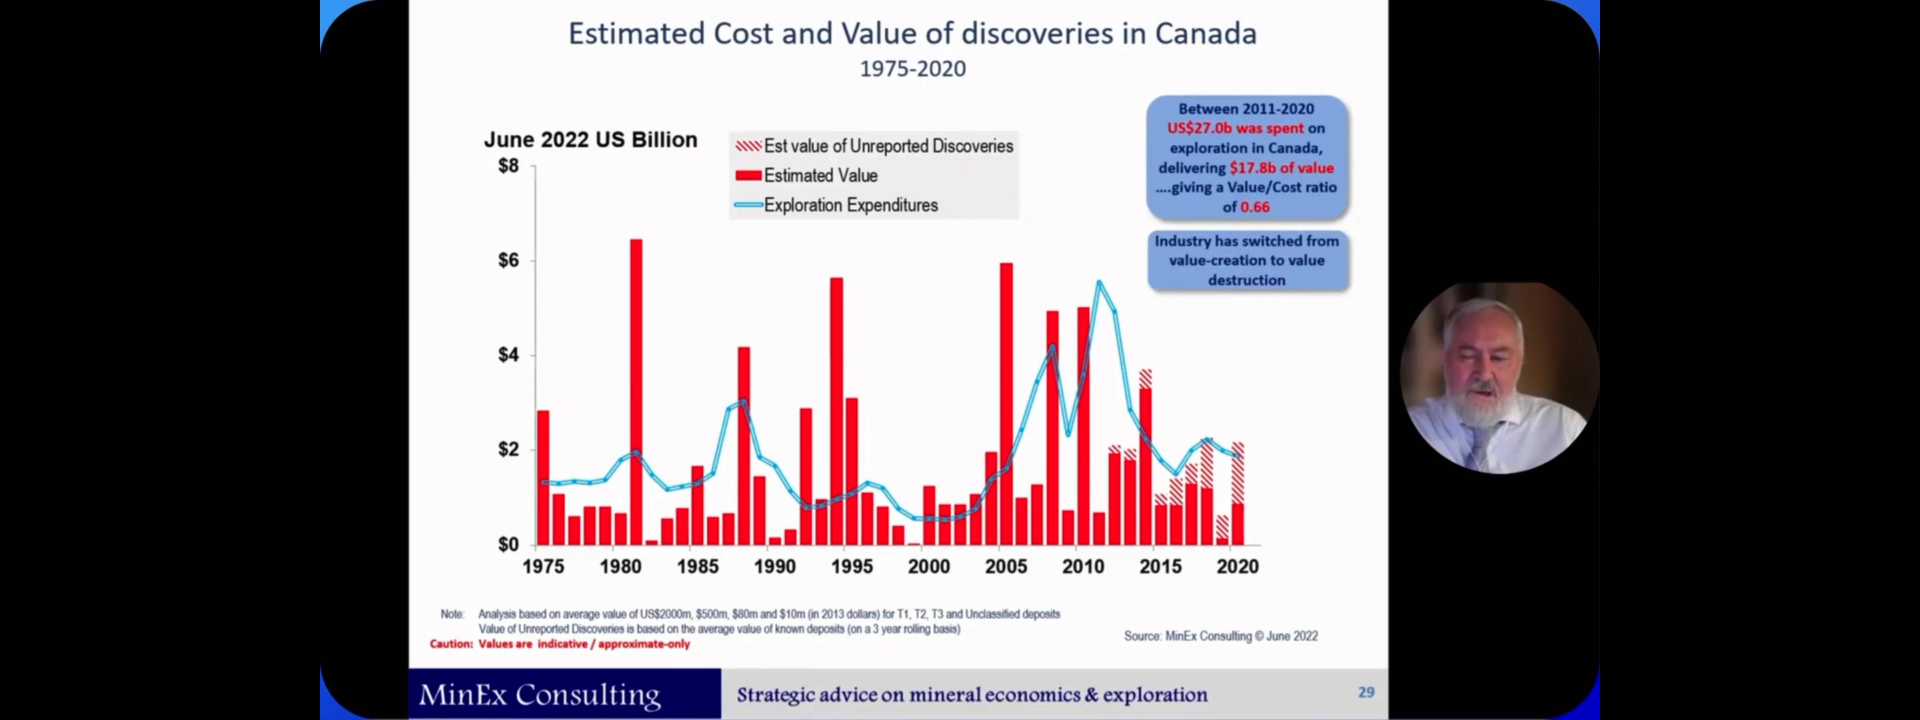 Estimated Cost and Value of discoveries in Canada
1975-2020
Between 2011-2020
US$27.0b was spent on
exploration in Canada,
delivering $17.8b of value
....giving a Value/Cost ratio
of 0.66
Industry has switched from
value-creation to value
destruction
June 2022 US Billion
Est value of Unreported Discoveries
Estimated Value
Exploration Expenditures
$8
$6
$4
$2
$0
1975 1980 1985 1990 1995 2000 2005 2010 2015 2020
Note: Analysis based on average value of US$2000m, $500m, $80m and $10m (in 2013 dollars) for T1, T2, T3 and Unclassified deposits
Value of Unreported Discoveries is based on the average value of known deposits (on a 3 year rolling basis)
Caution: Values are indicative / approximate-only
Source: MinEx Consulting © June 2022
MinEx Consulting
Strategic advice on mineral economics & exploration
29